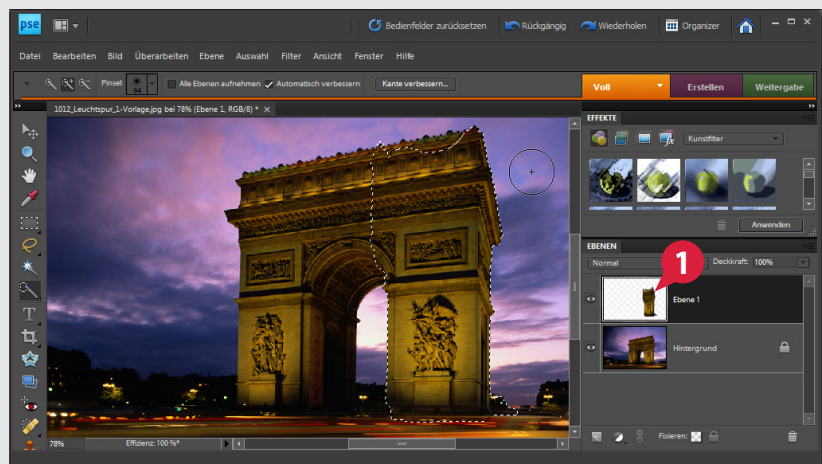 pse
Bedienfelder zurücksetzen Rückgängig Wiederholen Organizer
Datei Bearbeiten Bild Überarbeiten Ebene Auswahl Filter Ansicht Fenster Hilfe
Pinsel: 94 Alle Ebenen aufnehmen Automatisch verbessern Kante verbessern... Voll Erstellen Weitergabe
1012_Leuchtspur_1-Vorlage.jpg bei 78% (Ebene 1, RGB/8) *
EFFEKTE
Kunstfilter
Anwenden
EBENEN
Normal Deckkraft: 100%
1
Ebene 1
Hintergrund
Fixieren:
78% Effizienz: 100 %*